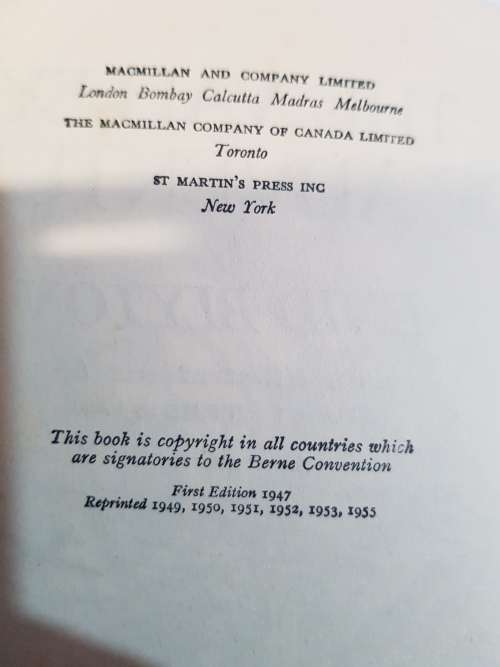 MACMILLAN AND COMPANY LIMITED
London Bombay Calcutta Madras Melbourne
THE MACMILLAN COMPANY OF CANADA LIMITED
Toronto
ST MARTIN'S PRESS INC
New York
This book is copyright in all countries which
are signatories to the Berne Convention
First Edition 1947
Reprinted 1949, 1950, 1951, 1952, 1953, 1955